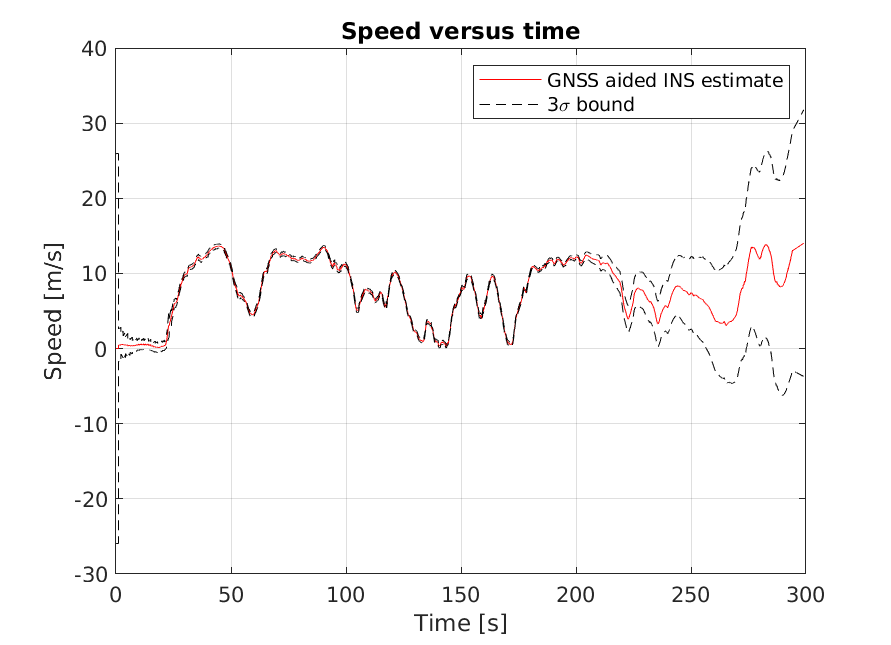 Speed versus time
GNSS aided INS estimate
3σ bound
40
30
20
10
0
-10
-20
-30
Speed [m/s]
0 50 100 150 200 250 300
Time [s]